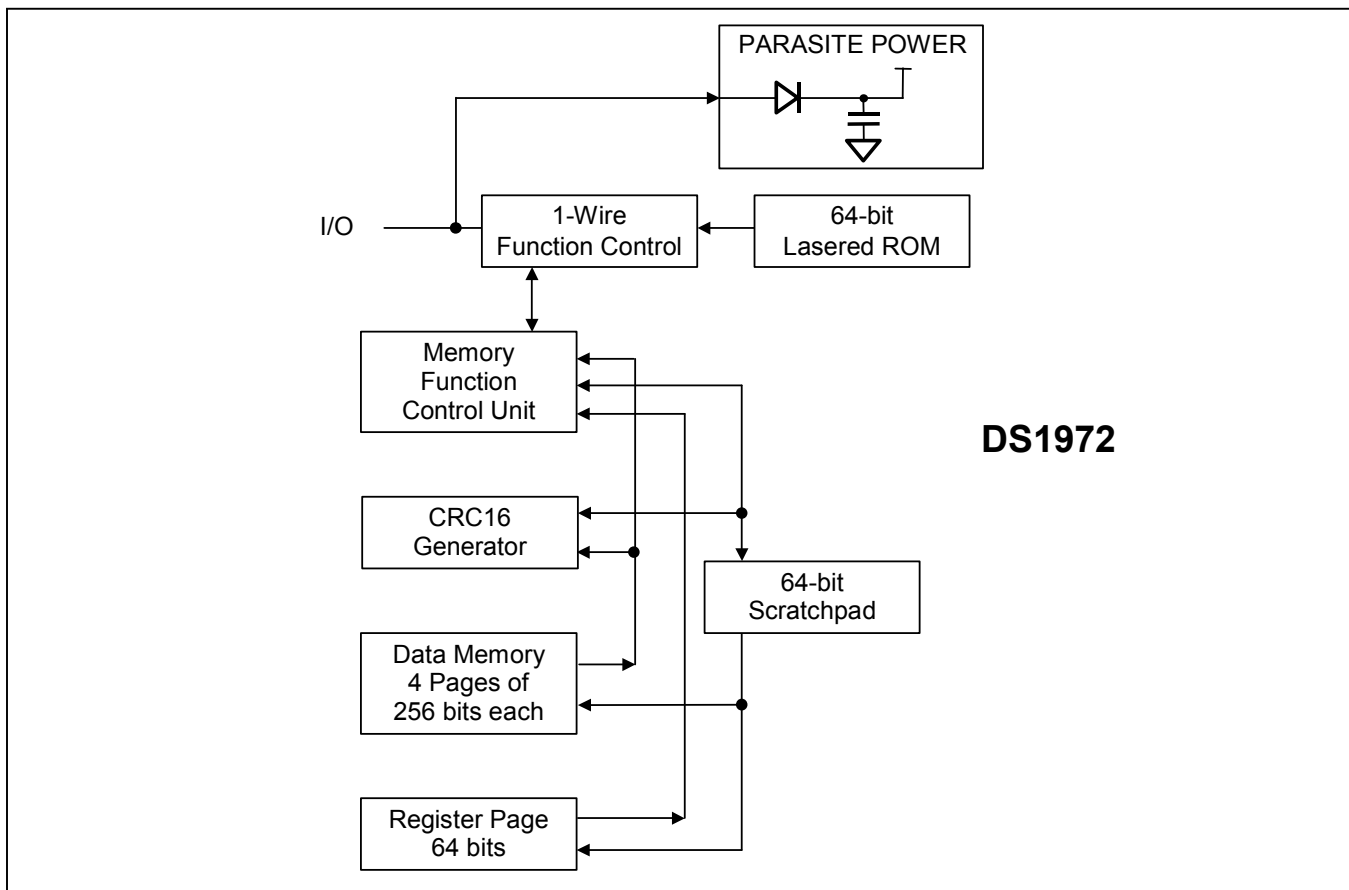 PARASITE POWER
I/O
1-Wire
Function Control
64-bit
Lasered ROM
Memory
Function
Control Unit
DS1972
CRC16
Generator
64-bit
Scratchpad
Data Memory
4 Pages of
256 bits each
Register Page
64 bits